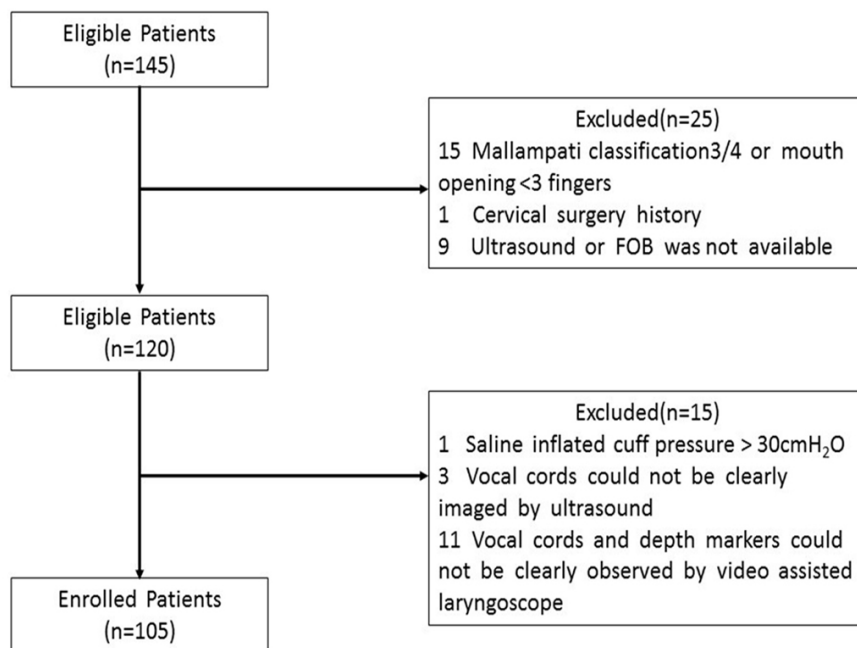 Eligible Patients
(n=145)
Excluded(n=25)
15 Mallampati classification3/4 or mouth
opening <3 fingers
1 Cervical surgery history
9 Ultrasound or FOB was not available
Eligible Patients
(n=120)
Excluded(n=15)
1 Saline inflated cuff pressure > 30cmH₂O
3 Vocal cords could not be clearly
imaged by ultrasound
11 Vocal cords and depth markers could
not be clearly observed by video assisted
laryngoscope
Enrolled Patients
(n=105)